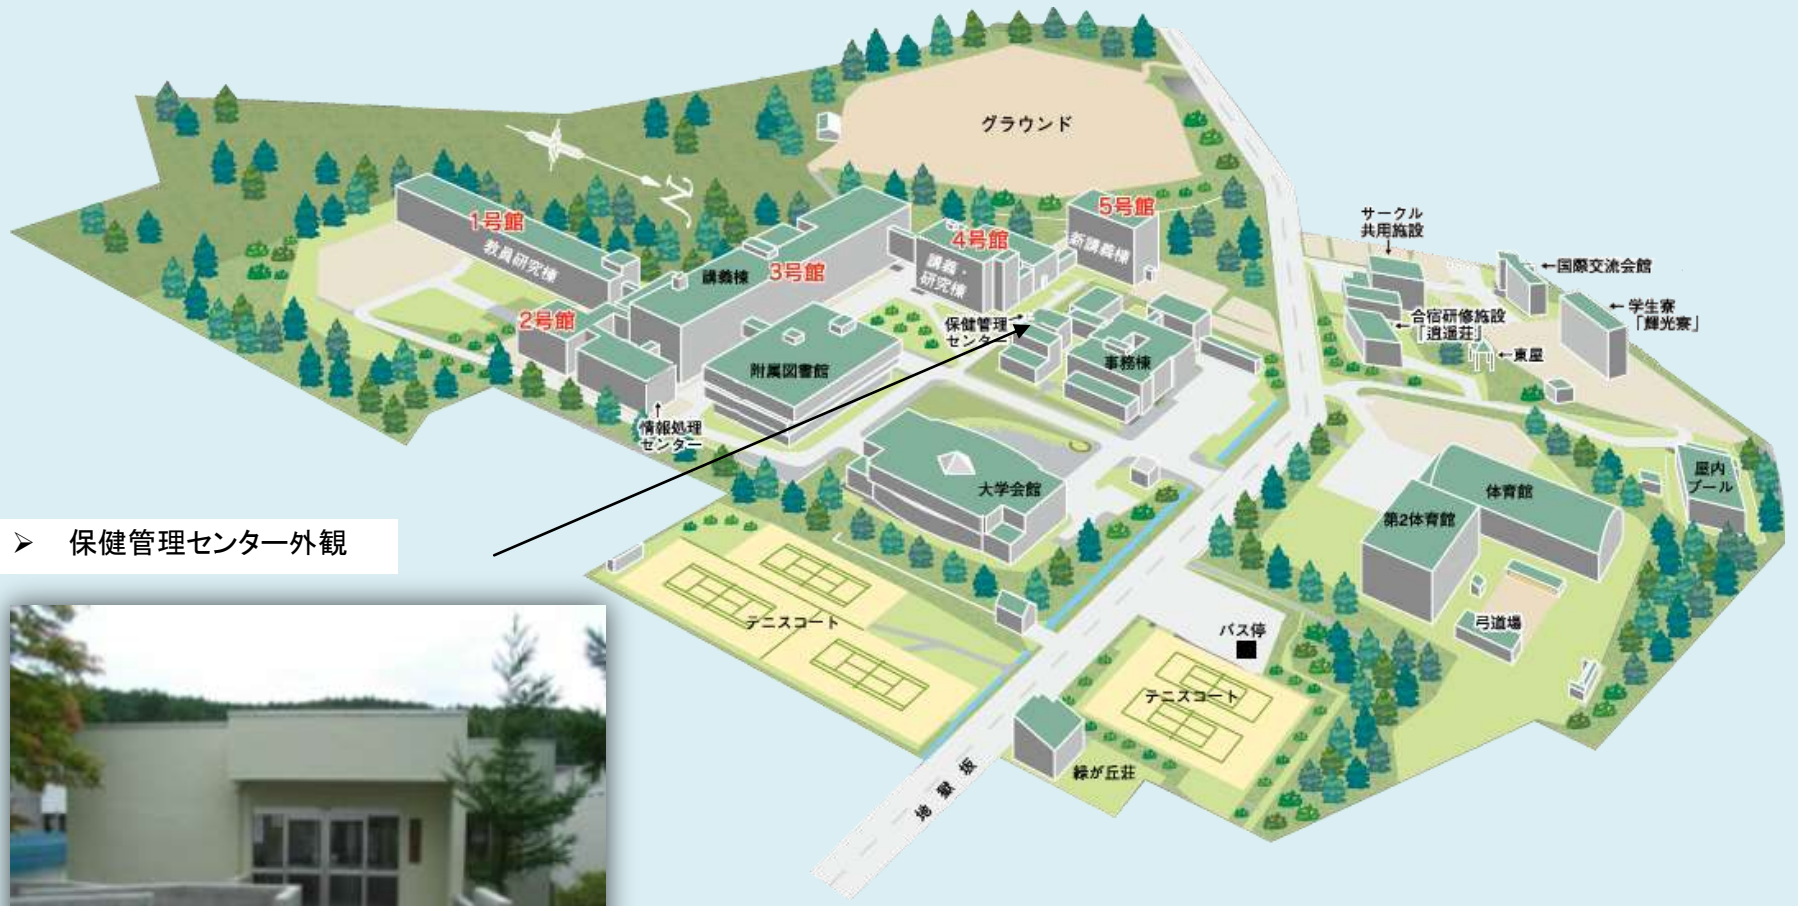 グラウンド
N
1号館
教員研究棟
2号館
講義棟
3号館
4号館
講義・
研究棟
5号館
新講義棟
サークル
共用施設
←国際交流会館
←学生寮
「輝光寮」
合宿研修施設
「逍遥荘」
←東屋
保健管理→
センター
事務棟
附属図書館
情報処理
センター
大学会館
屋内
プール
体育館
第2体育館
弓道場
➢ 保健管理センター外観
テニスコート
バス停
テニスコート
緑が丘荘
地獄坂